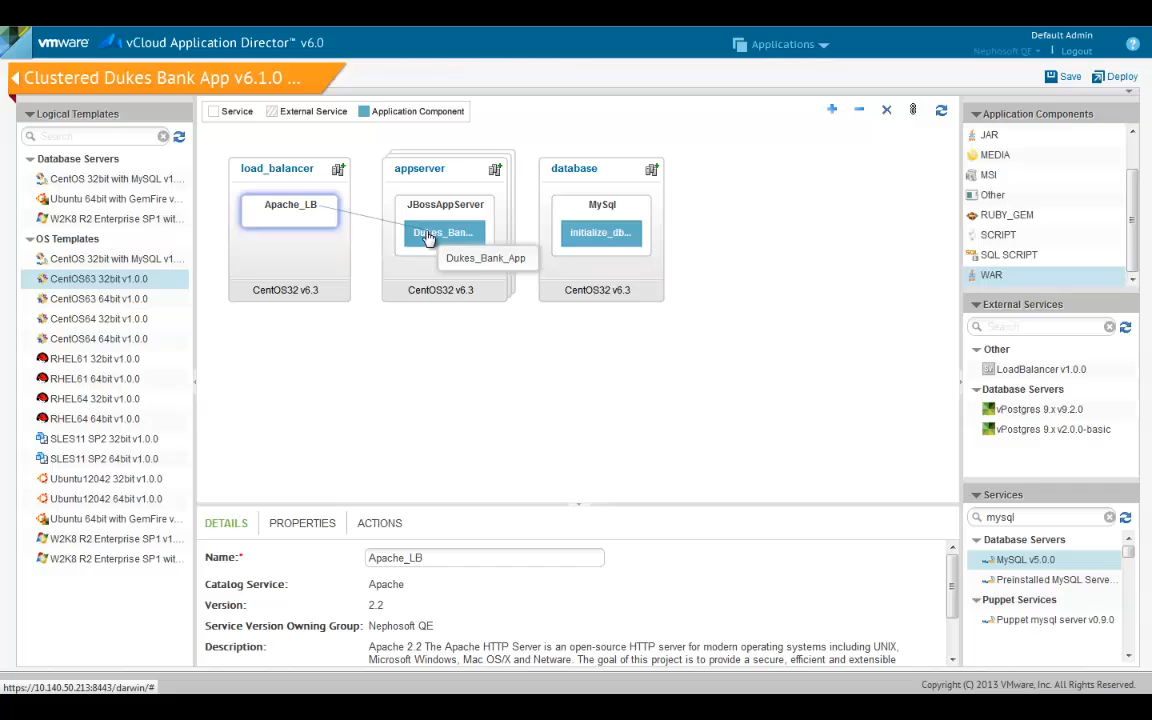 vmware vCloud Application Director™ v6.0
Applications
Default Admin
Nephosoft QE | Logout
?
Clustered Dukes Bank App v6.1.0 ...
Save Deploy
Logical Templates
Search
Database Servers
CentOS 32bit with MySQL v1....
Ubuntu 64bit with GemFire v...
W2K8 R2 Enterprise SP1 wit...
OS Templates
CentOS 32bit with MySQL v1....
CentOS63 32bit v1.0.0
CentOS63 64bit v1.0.0
CentOS64 32bit v1.0.0
CentOS64 64bit v1.0.0
RHEL61 32bit v1.0.0
RHEL61 64bit v1.0.0
RHEL64 32bit v1.0.0
RHEL64 64bit v1.0.0
SLES11 SP2 32bit v1.0.0
SLES11 SP2 64bit v1.0.0
Ubuntu12042 32bit v1.0.0
Ubuntu12042 64bit v1.0.0
Ubuntu 64bit with GemFire v...
W2K8 R2 Enterprise SP1 v1....
W2K8 R2 Enterprise SP1 wit...
Service External Service Application Component
load_balancer
Apache_LB
CentOS32 v6.3
appserver
JBossAppServer
Dukes_Ban...
Dukes_Bank_App
CentOS32 v6.3
database
MySql
initialize_db...
CentOS32 v6.3
DETAILS PROPERTIES ACTIONS
Name:* Apache_LB
Catalog Service: Apache
Version: 2.2
Service Version Owning Group: Nephosoft QE
Description: Apache 2.2 The Apache HTTP Server is an open-source HTTP server for modern operating systems including UNIX,
Microsoft Windows, Mac OS/X and Netware. The goal of this project is to provide a secure, efficient and extensible
Application Components
JAR
MEDIA
MSI
Other
RUBY_GEM
SCRIPT
SQL SCRIPT
WAR
External Services
Search
Other
LoadBalancer v1.0.0
Database Servers
vPostgres 9.x v9.2.0
vPostgres 9.x v2.0.0-basic
Services
mysql
Database Servers
MySQL v5.0.0
Preinstalled MySQL Serve...
Puppet Services
Puppet mysql server v0.9.0
https://10.140.50.213:8443/darwin/#
Copyright (C) 2013 VMware, Inc. All Rights Reserved.